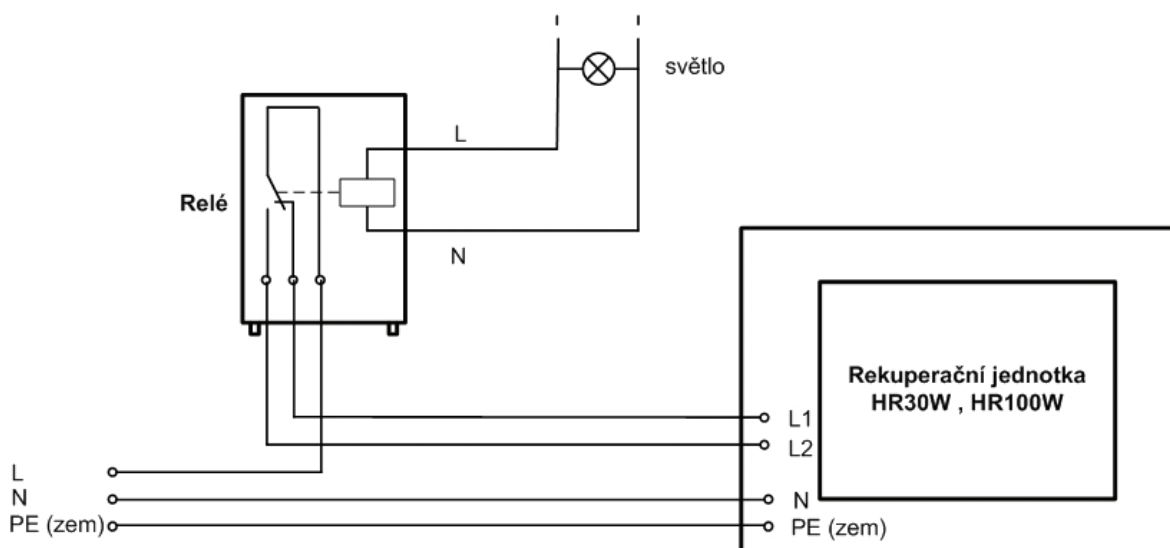 světlo
L
Relé
N
Rekuperační jednotka
HR30W , HR100W
L1
L2
L
N
PE (zem)
N
PE (zem)